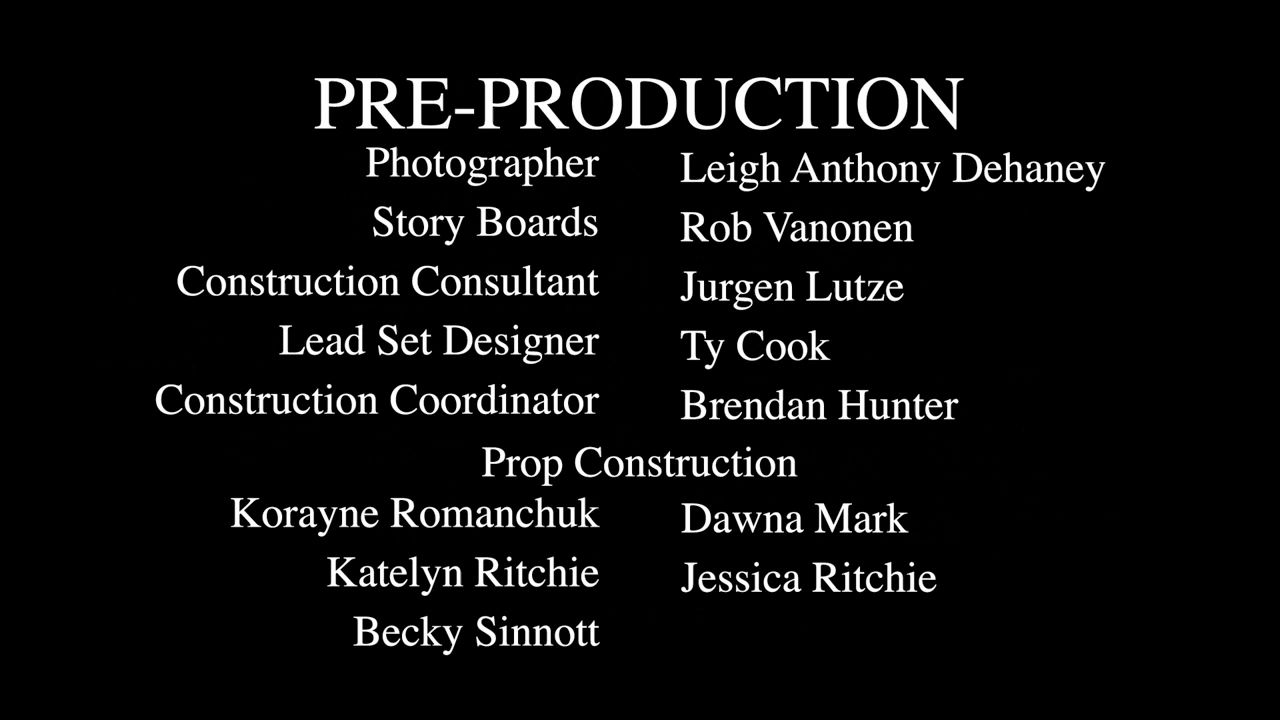 PRE-PRODUCTION
Photographer Leigh Anthony Dehaney
Story Boards Rob Vanonen
Construction Consultant Jurgen Lutze
Lead Set Designer Ty Cook
Construction Coordinator Brendan Hunter
Prop Construction
Korayne Romanchuk Dawna Mark
Katelyn Ritchie Jessica Ritchie
Becky Sinnott